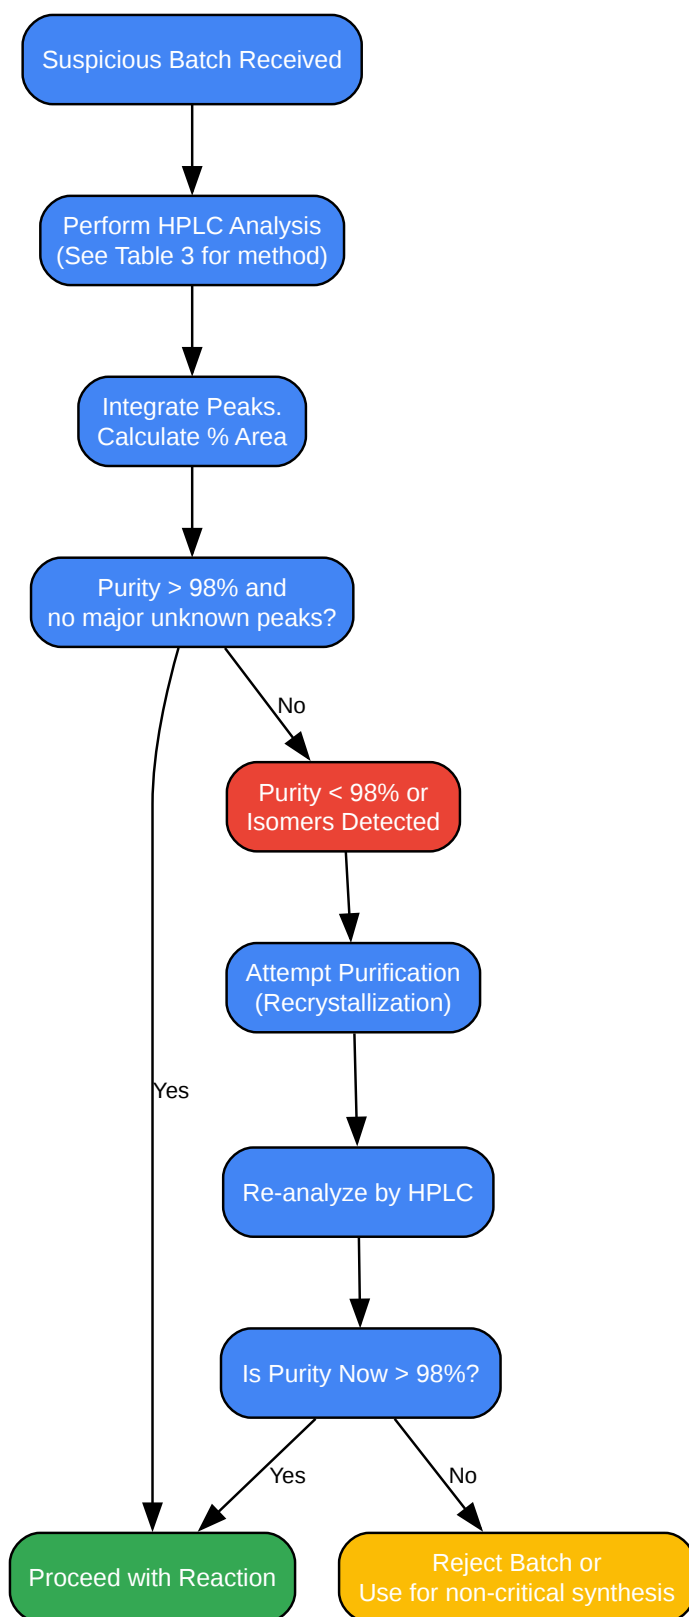 Suspicious Batch Received
Perform HPLC Analysis
(See Table 3 for method)
Integrate Peaks.
Calculate % Area
Purity > 98% and
no major unknown peaks?
No
Purity < 98% or
Isomers Detected
Attempt Purification
(Recrystallization)
Yes
Re-analyze by HPLC
Is Purity Now > 98%?
Yes
No
Proceed with Reaction
Reject Batch or
Use for non-critical synthesis